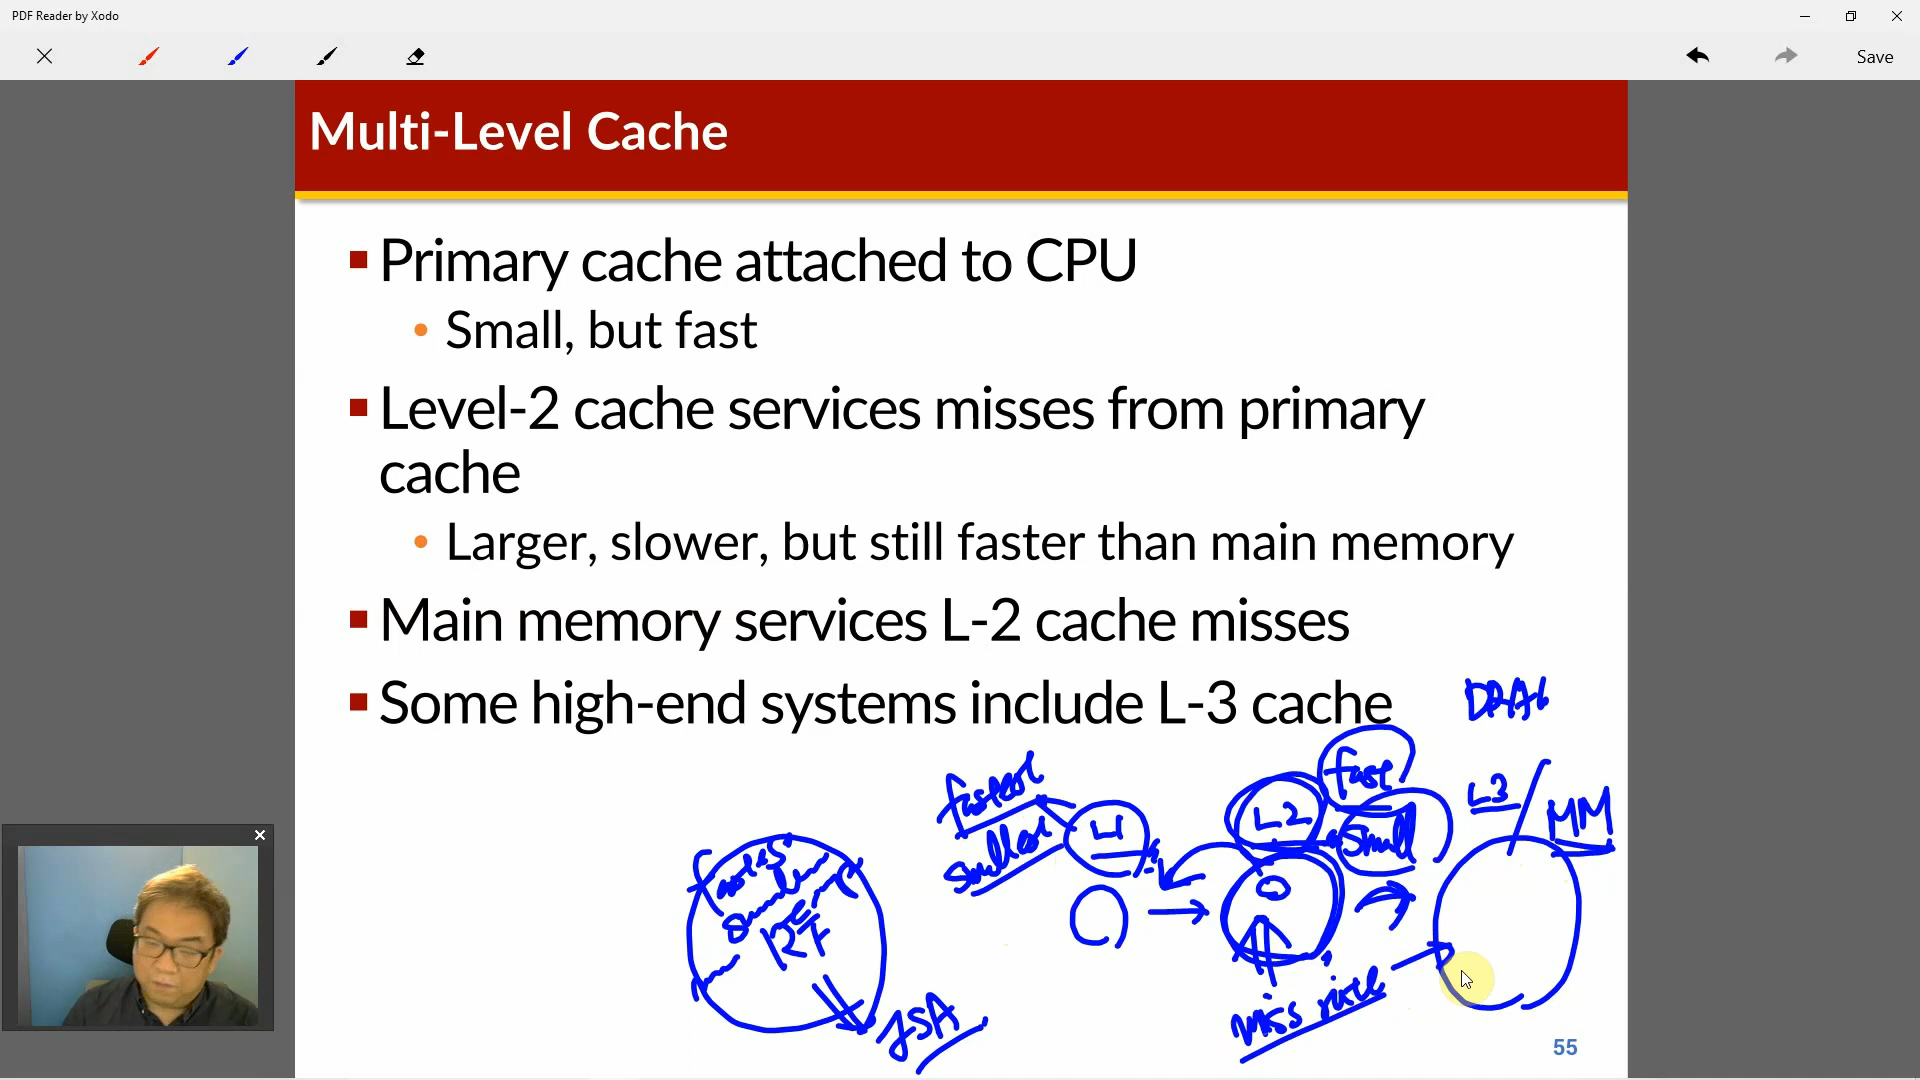 PDF Reader by Xodo
Save
Multi-Level Cache
Primary cache attached to CPU
Small, but fast
Level-2 cache services misses from primary
cache
Larger, slower, but still faster than main memory
Main memory services L-2 cache misses
Some high-end systems include L-3 cache
fast
L3
MM
L2
small
L1
fastest
smallest
RF
ISA
miss rate
55